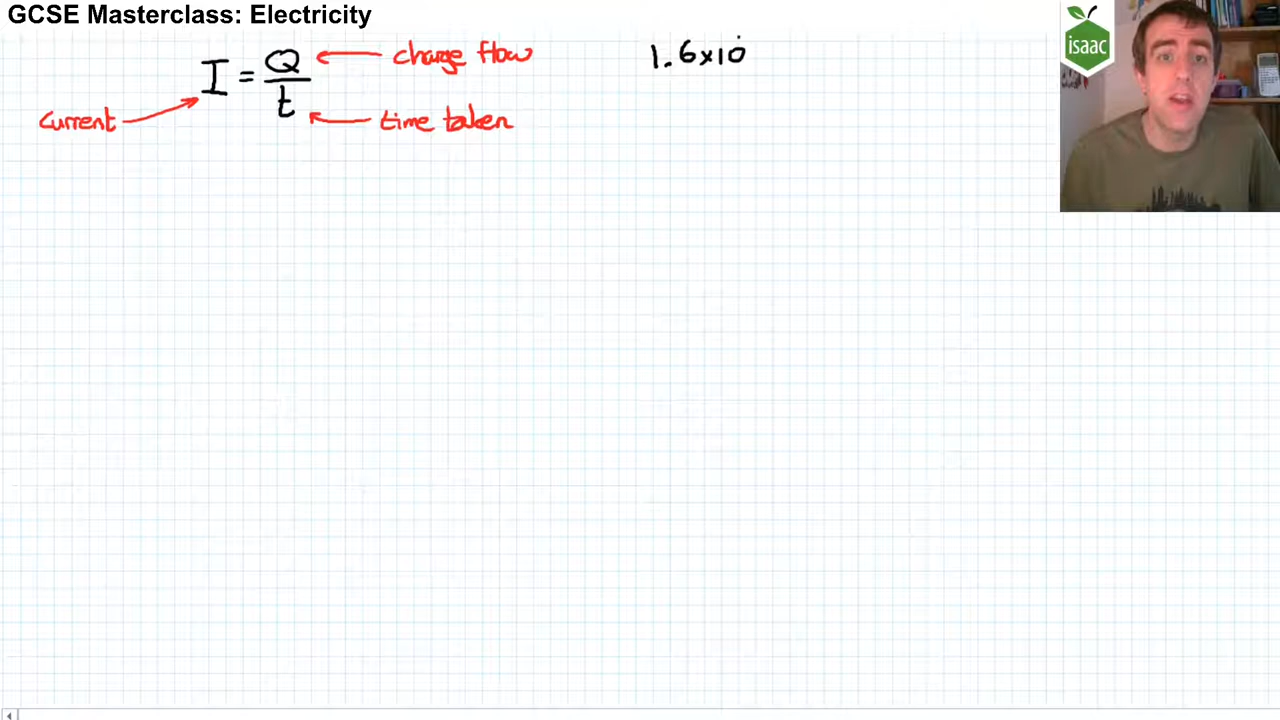 GCSE Masterclass: Electricity
I = Q/t
charge flow
current
time taken
1.6×10
isaac